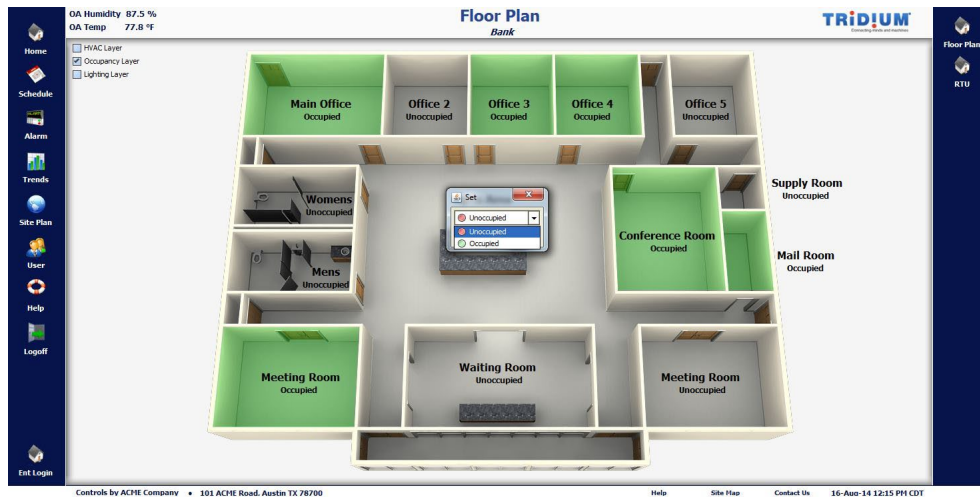 OA Humidity 87.5 %
OA Temp 77.8 °F
Floor Plan
Bank
TRIDIUM
Connecting minds and machines
Home
Schedule
Alarm
Trends
Site Plan
User
Help
Logoff
Ent Login
Floor Plan
RTU
HVAC Layer
Occupancy Layer
Lighting Layer
Main Office
Occupied
Office 2
Unoccupied
Office 3
Occupied
Office 4
Occupied
Office 5
Unoccupied
Womens
Unoccupied
Set
Unoccupied
Unoccupied
Occupied
Supply Room
Unoccupied
Conference Room
Occupied
Mail Room
Occupied
Mens
Unoccupied
Meeting Room
Occupied
Waiting Room
Unoccupied
Meeting Room
Unoccupied
Controls by ACME Company • 101 ACME Road. Austin TX 78700
Help Site Map Contact Us 16-Aug-14 12:15 PM CDT